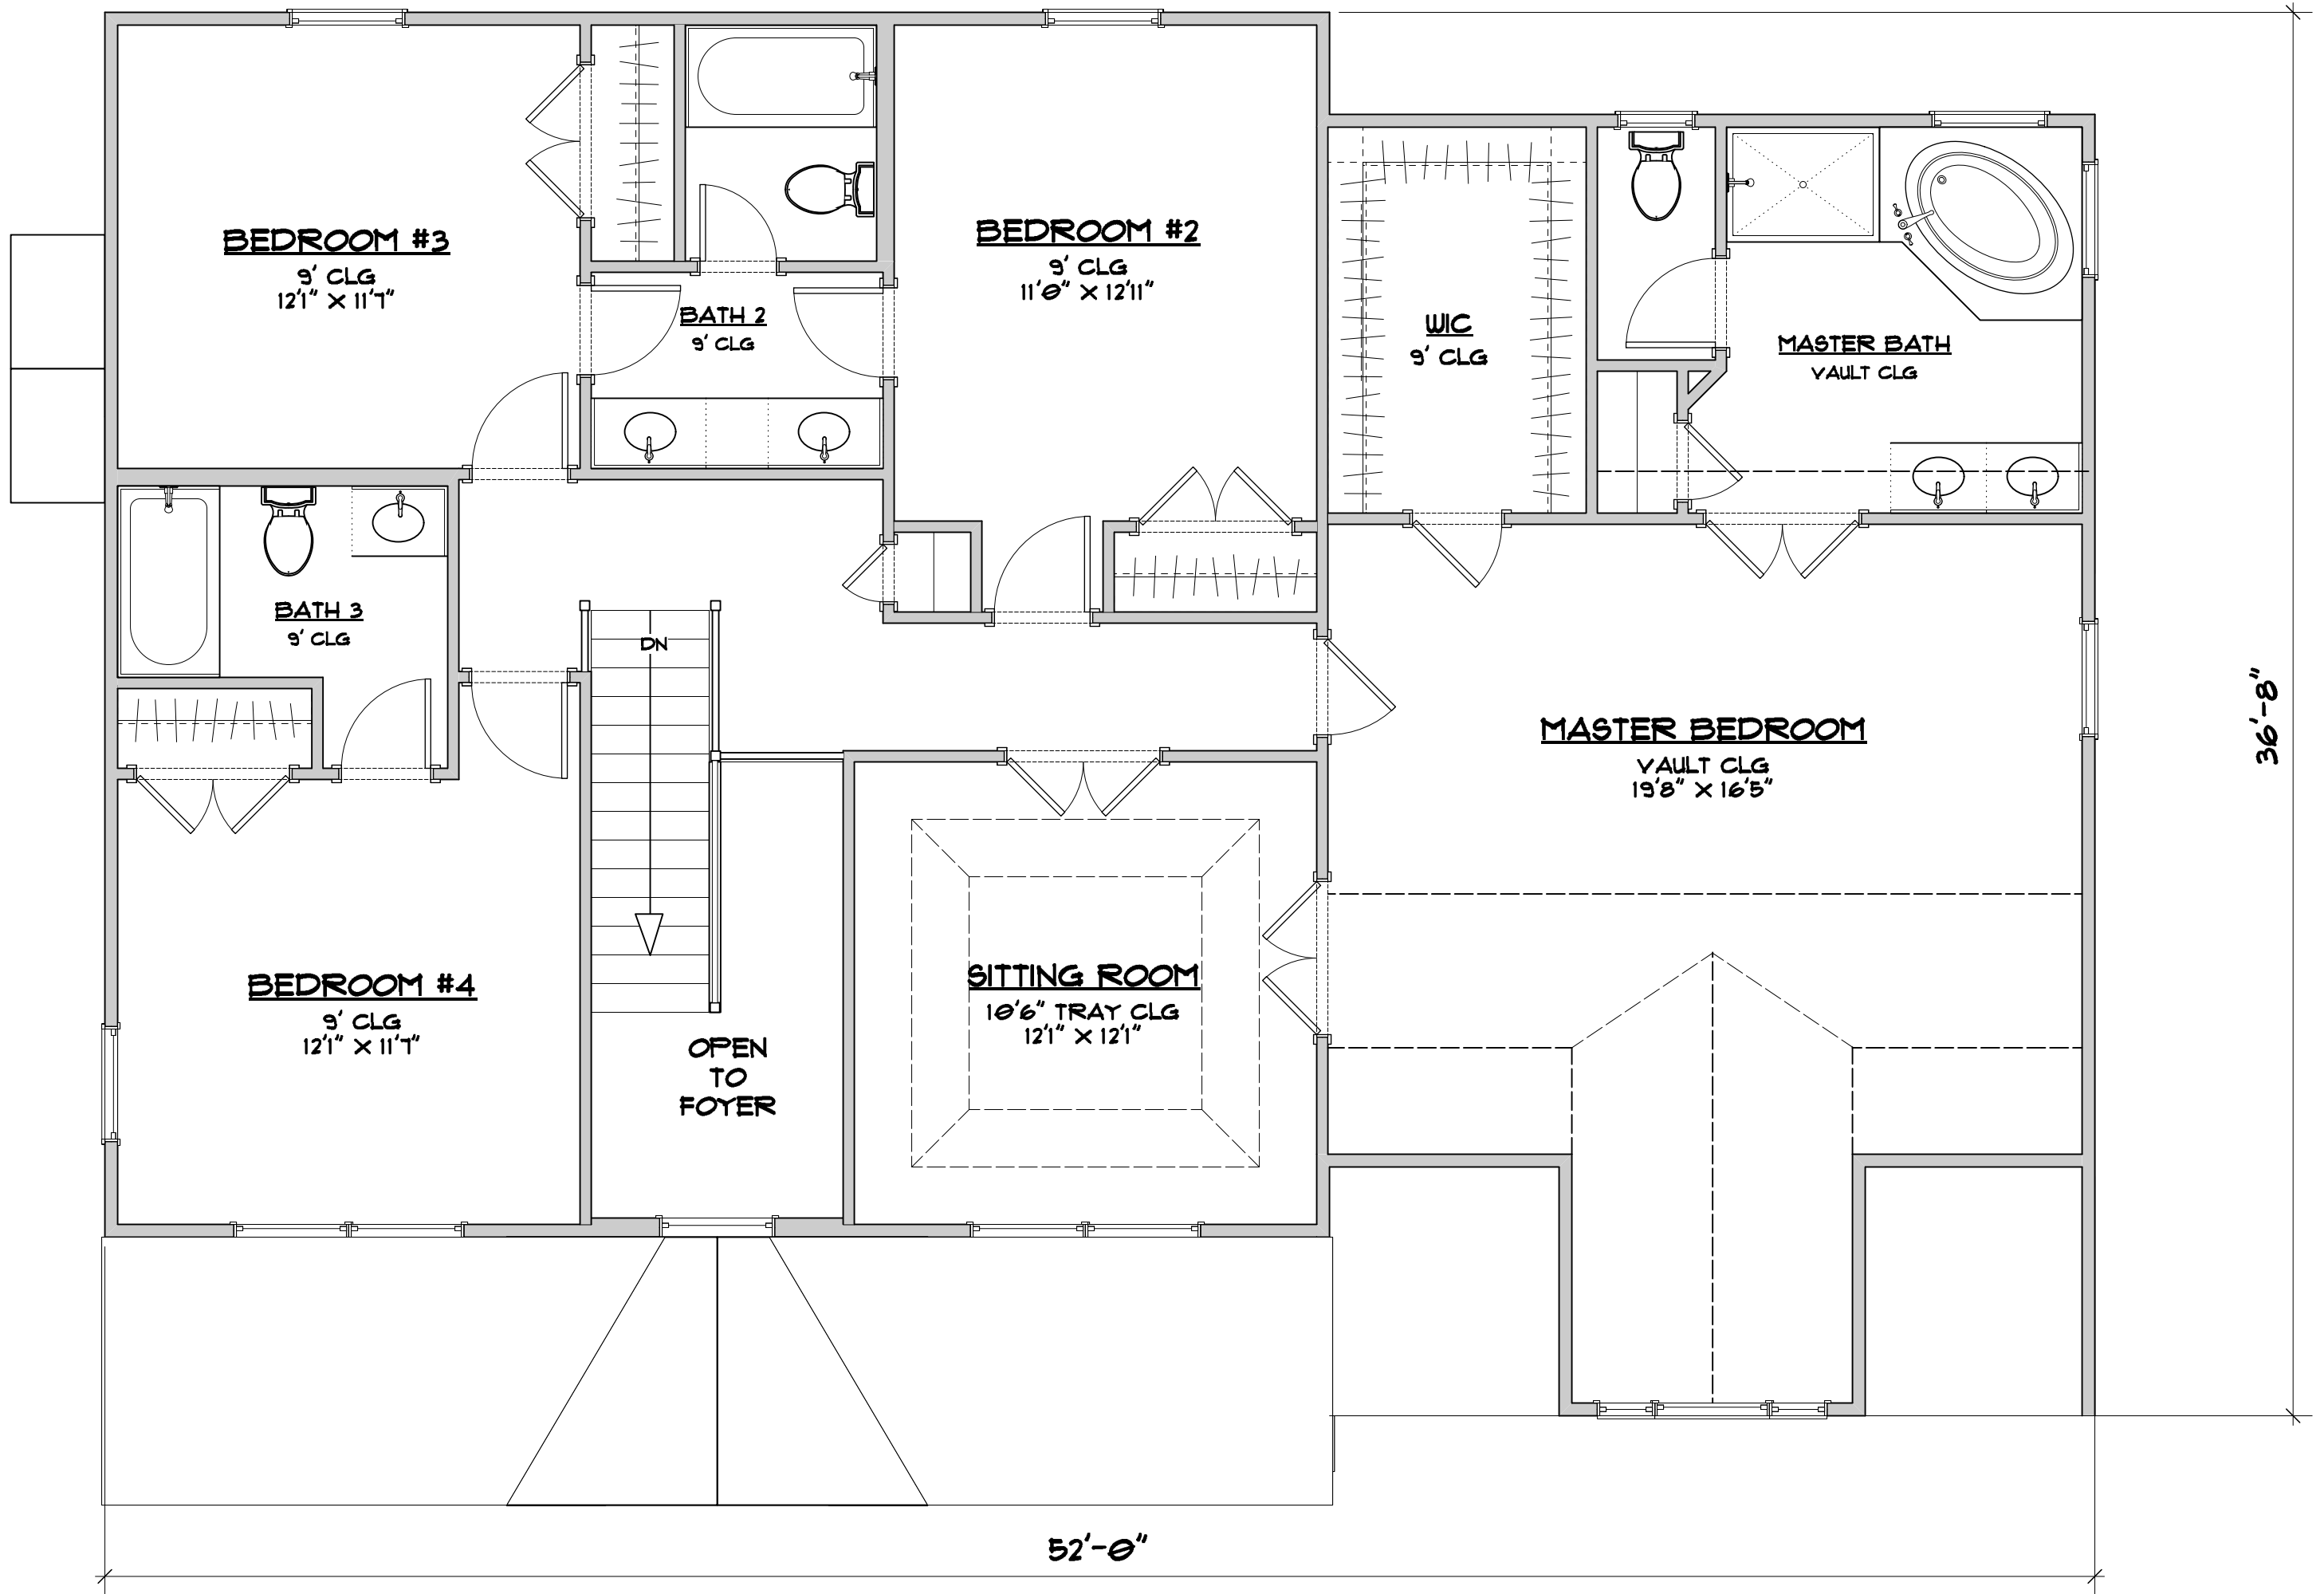 BEDROOM #3
9' CLG
12'1" X 11'7"
BATH 2
9' CLG
BEDROOM #2
9' CLG
11'0" X 12'11"
WIC
9' CLG
MASTER BATH
VAULT CLG
BATH 3
9' CLG
DN
MASTER BEDROOM
VAULT CLG
19'8" X 16'5"
36'-8"
BEDROOM #4
9' CLG
12'1" X 11'7"
OPEN
TO
FOYER
SITTING ROOM
10'6" TRAY CLG
12'1" X 12'1"
52'-0"